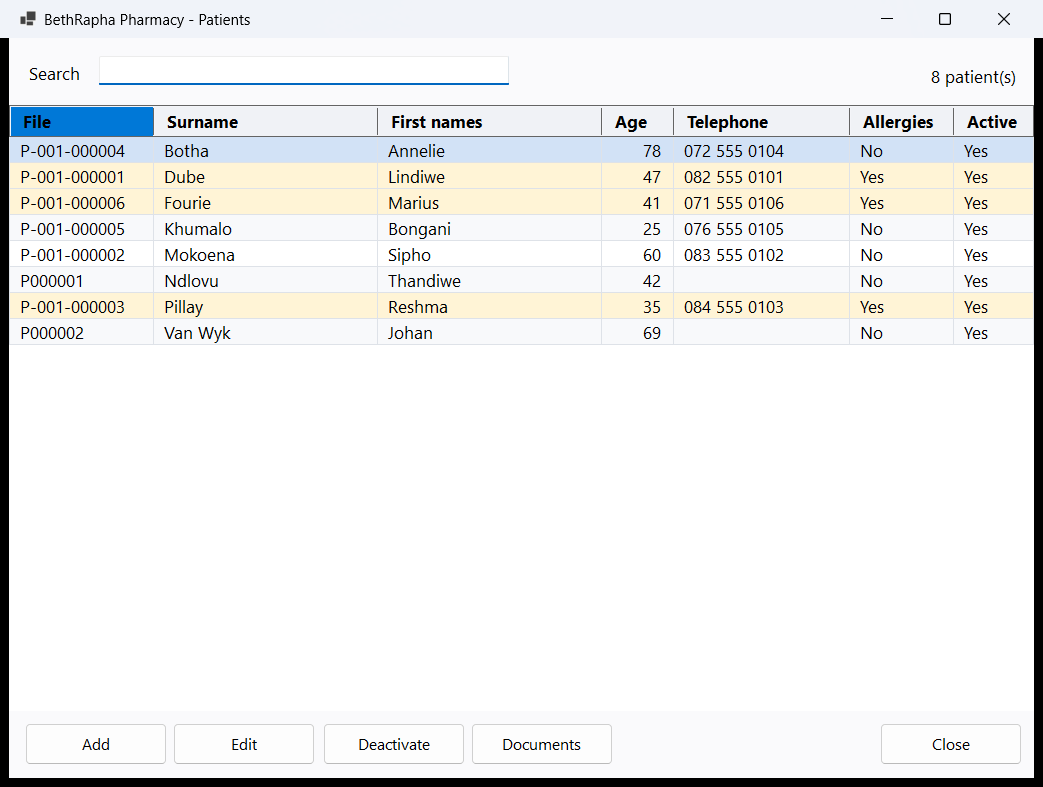 BethRapha Pharmacy - Patients
Search
8 patient(s)
File Surname First names Age Telephone Allergies Active
P-001-000004 Botha Annelie 78 072 555 0104 No Yes
P-001-000001 Dube Lindiwe 47 082 555 0101 Yes Yes
P-001-000006 Fourie Marius 41 071 555 0106 Yes Yes
P-001-000005 Khumalo Bongani 25 076 555 0105 No Yes
P-001-000002 Mokoena Sipho 60 083 555 0102 No Yes
P000001 Ndlovu Thandiwe 42 No Yes
P-001-000003 Pillay Reshma 35 084 555 0103 Yes Yes
P000002 Van Wyk Johan 69 No Yes
Add Edit Deactivate Documents Close